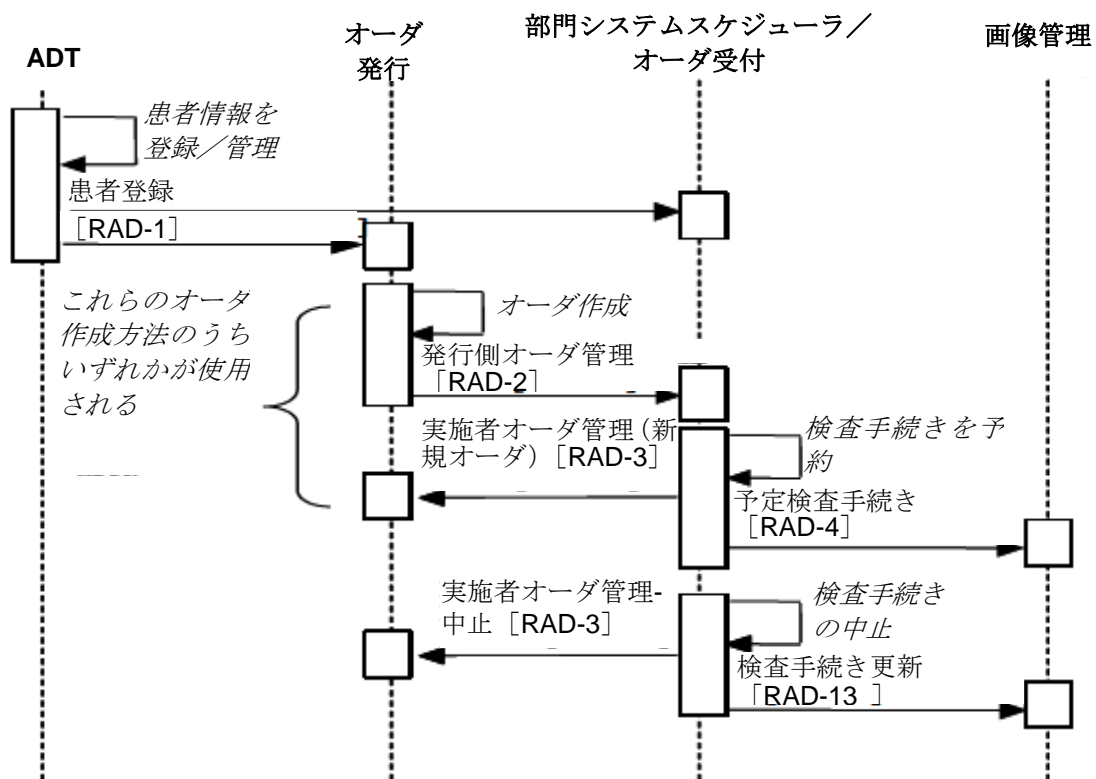 ADT
オーダ
発行
部門システムスケジューラ／
オーダ受付
画像管理
患者情報を
登録／管理
患者登録
［RAD-1］
これらのオーダ
作成方法のうち
いずれかが使用
される
オーダ作成
発行側オーダ管理
［RAD-2］
実施者オーダ管理（新
規オーダ）［RAD-3］
検査手続きを予
約
予定検査手続き
［RAD-4］
実施者オーダ管理-
中止［RAD-3］
検査手続き
の中止
検査手続き更新
［RAD-13 ］